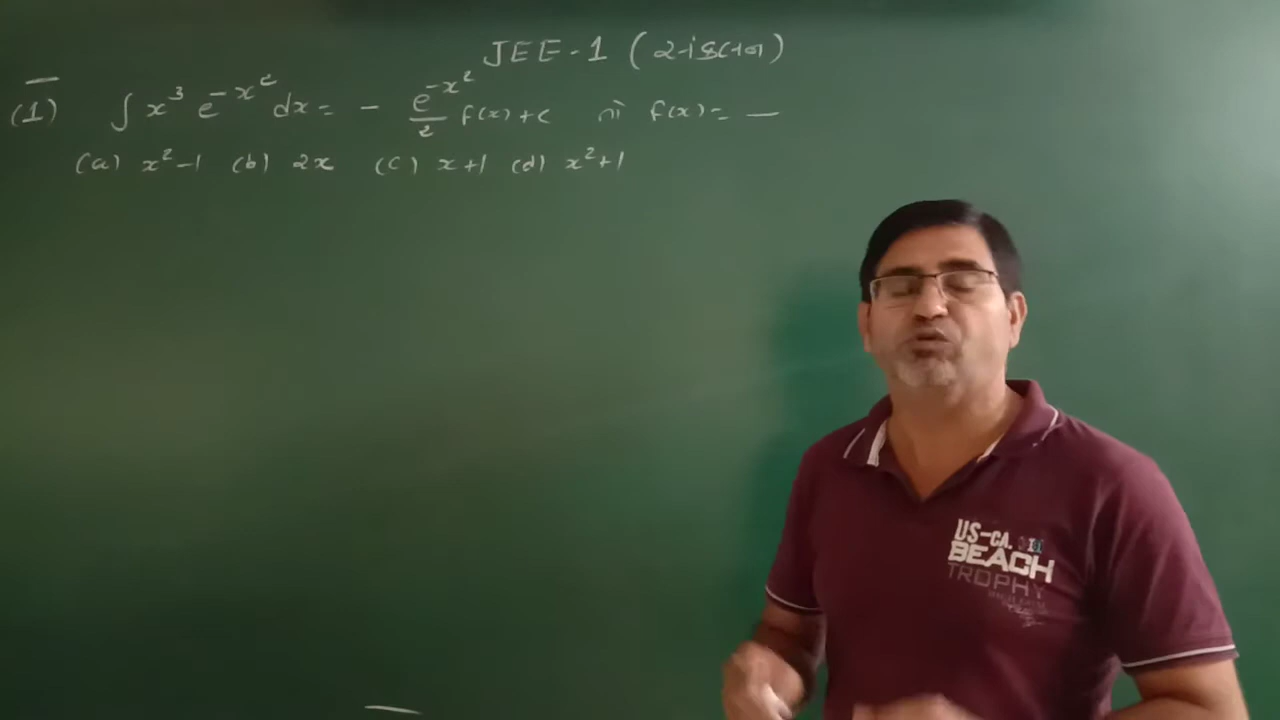 JEE-1 (સંકલન)
(1) ∫ x³ e^{-x²} dx = - e^{-x²}/2 f(x) + c તો f(x) = —
(a) x²-1 (b) 2x (c) x+1 (d) x²+1
US-CA.
BEACH
TROPHY